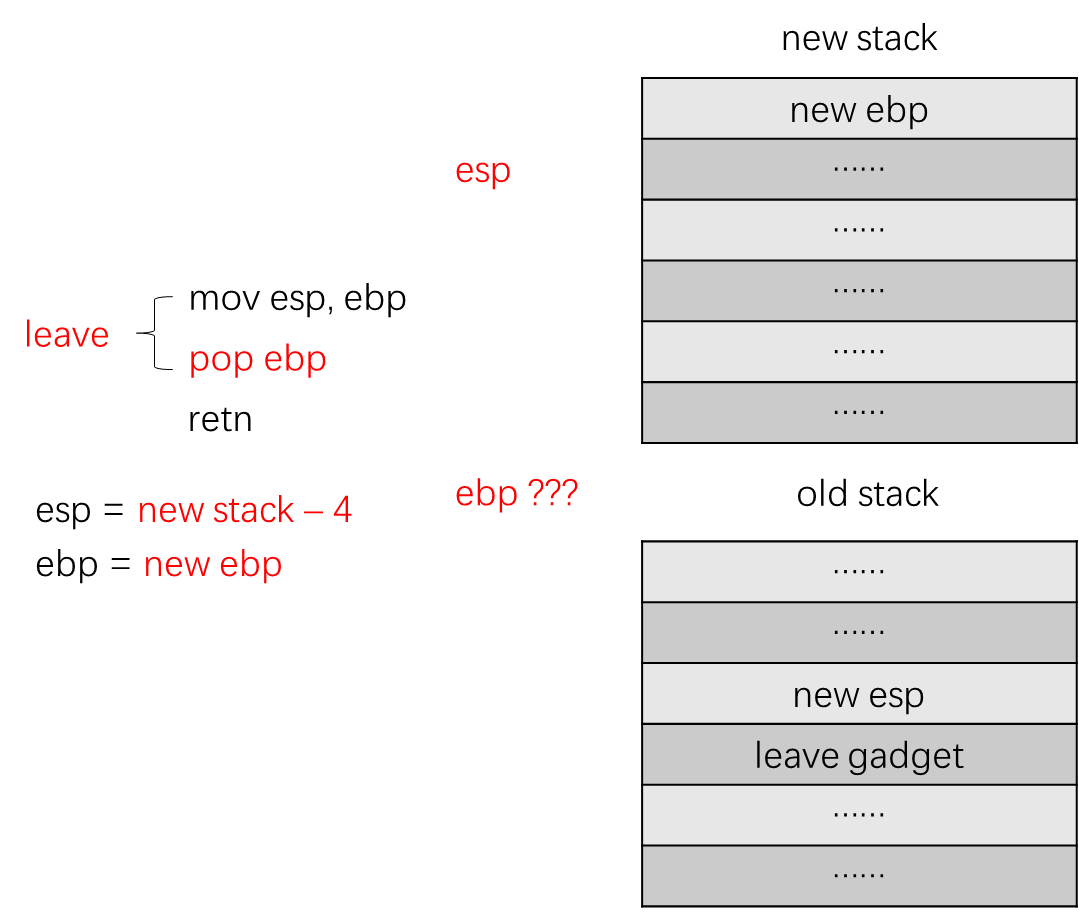 new stack
new ebp
esp
......
......
......
......
......
leave
mov esp, ebp
pop ebp
retn
esp = new stack – 4
ebp = new ebp
ebp ???
old stack
......
......
new esp
leave gadget
......
......